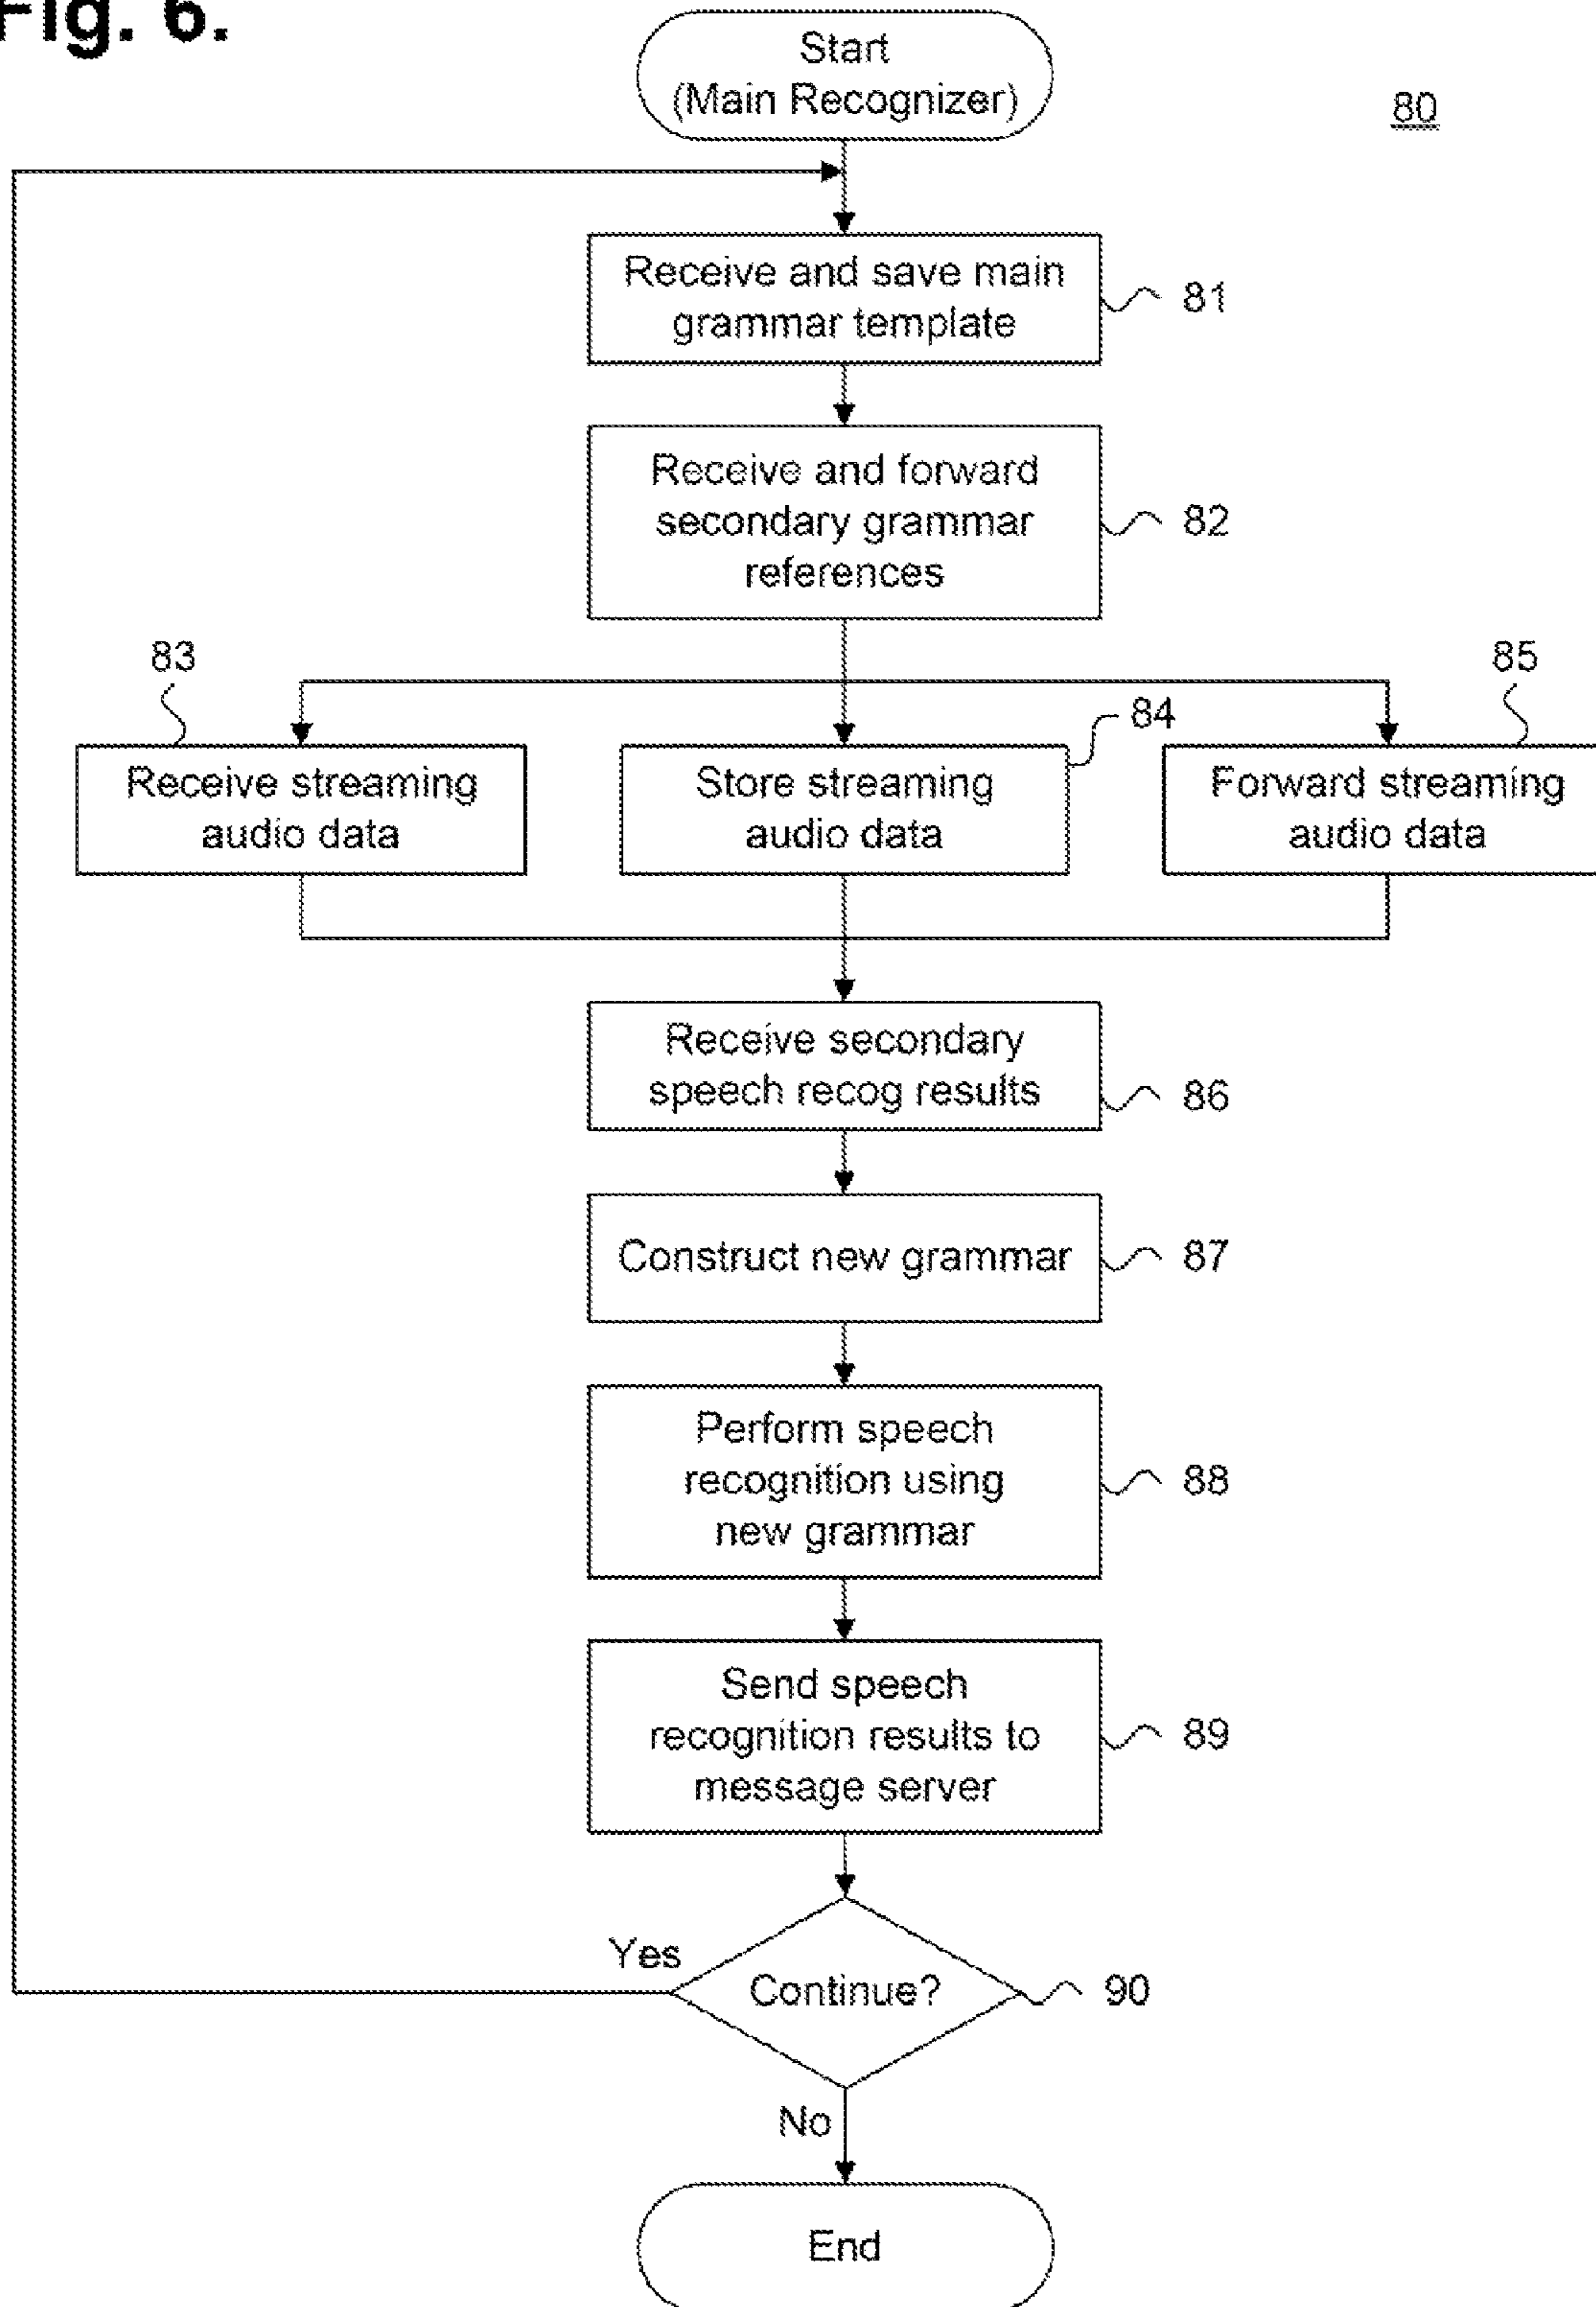 Fig. 6.
Start
(Main Recognizer)
80
Receive and save main
grammar template
81
Receive and forward
secondary grammar
references
82
83
85
84
Receive streaming
audio data
Store streaming
audio data
Forward streaming
audio data
Receive secondary
speech recog results
86
Construct new grammar
87
Perform speech
recognition using
new grammar
88
Send speech
recognition results to
message server
89
Yes
Continue?
90
No
End